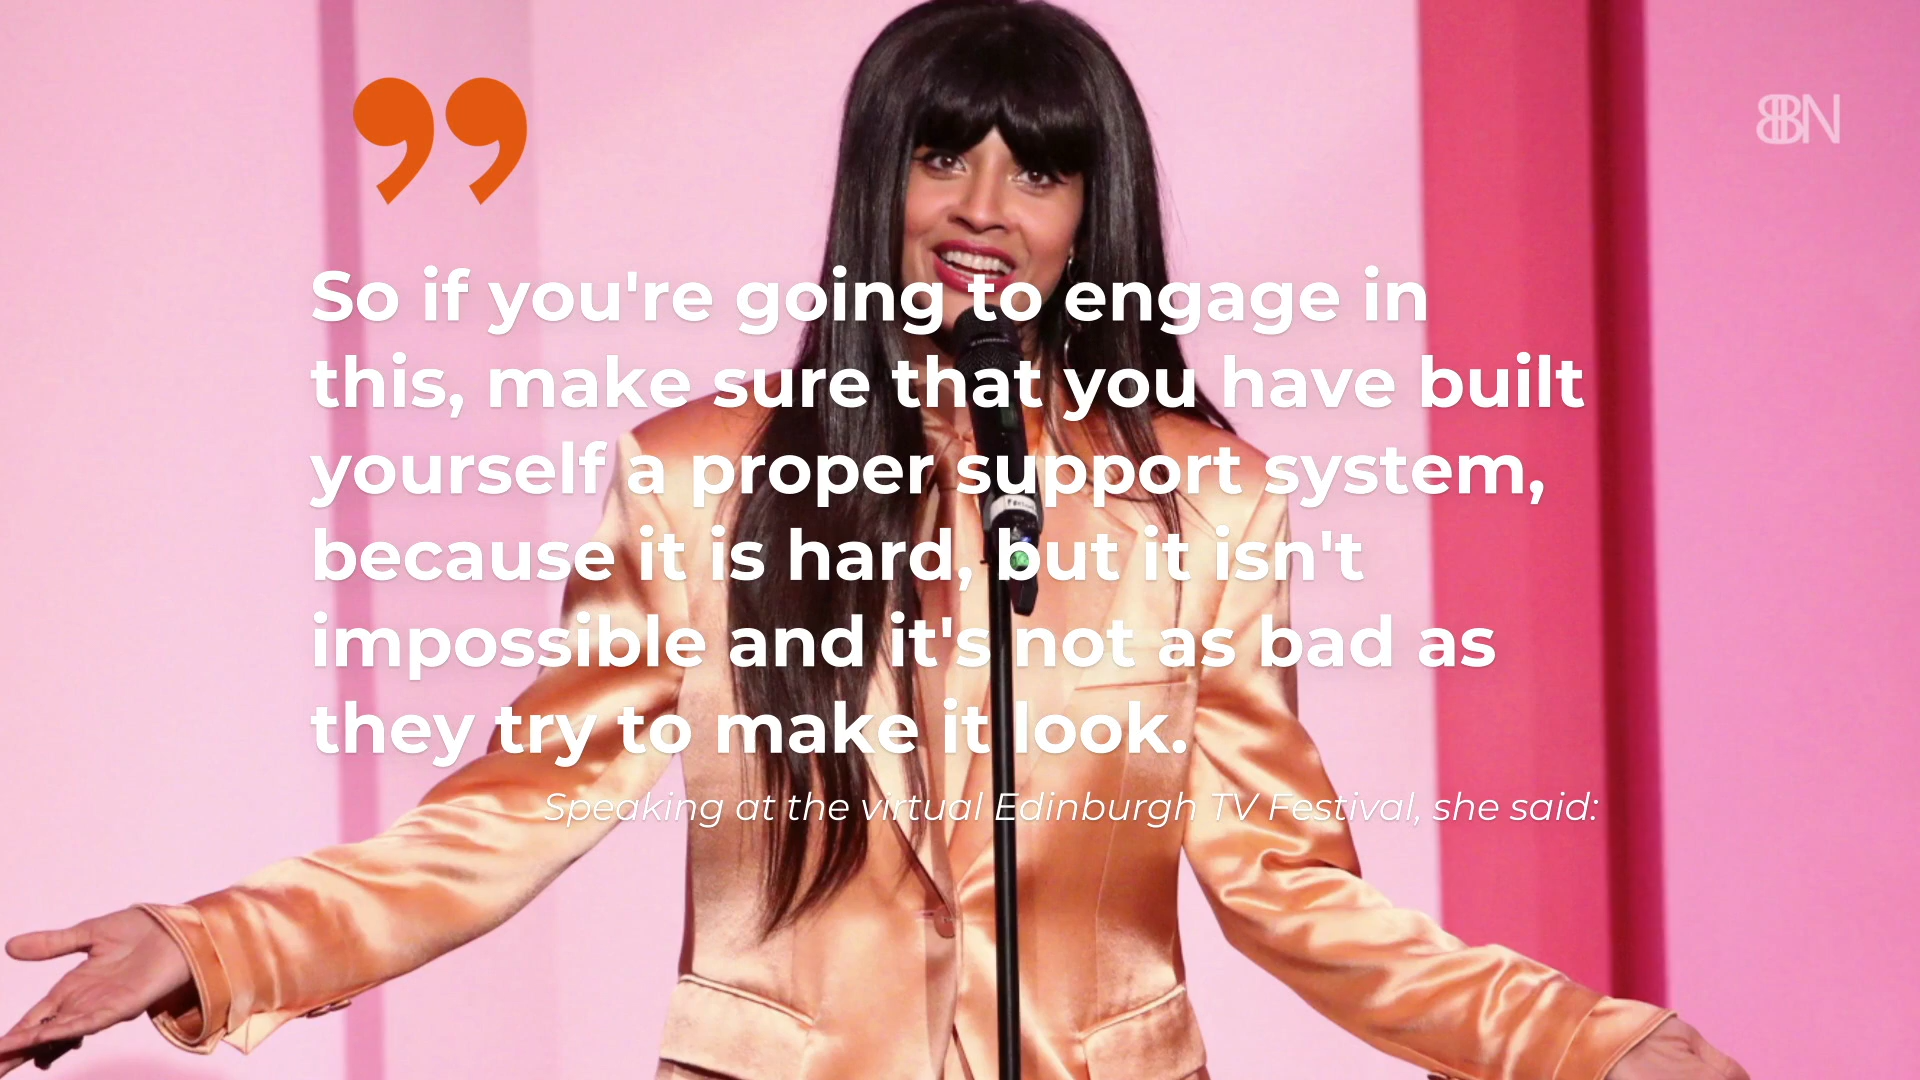 ”
BBN
So if you're going to engage in
this, make sure that you have built
yourself a proper support system,
because it is hard, but it isn't
impossible and it's not as bad as
they try to make it look.
Speaking at the virtual Edinburgh TV Festival, she said: